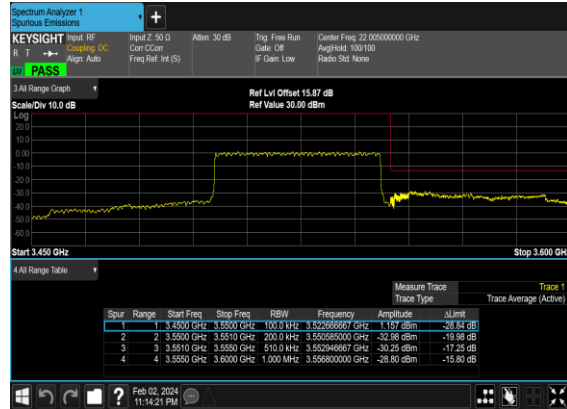 Spectrum Analyzer 1
Spurious Emissions
KEYSIGHT Input: RF Input Z: 50 Ω Atten: 30 dB Trig: Free Run Center Freq: 22.005000000 GHz
R T Coupling: DC Corr CCorr Gate: Off Avg|Hold: 100/100
Align: Auto Freq Ref: Int (S) IF Gain: Low Radio Std: None
PASS
3 All Range Graph
Ref Lvl Offset 15.87 dB
Scale/Div 10.0 dB Ref Value 30.00 dBm
Log
20.0
10.0
0.00
-10.0
-20.0
-30.0
-40.0
-50.0
-60.0
Start 3.450 GHz Stop 3.600 GHz
4 All Range Table
Measure Trace Trace 1
Trace Type Trace Average (Active)
Spur Range Start Freq Stop Freq RBW Frequency Amplitude ΔLimit
1 1 3.4500 GHz 3.5500 GHz 100.0 kHz 3.522666667 GHz 1.157 dBm -28.84 dB
2 2 3.5500 GHz 3.5510 GHz 200.0 kHz 3.550585000 GHz -32.98 dBm -19.98 dB
3 3 3.5510 GHz 3.5550 GHz 510.0 kHz 3.552946667 GHz -30.25 dBm -17.25 dB
4 4 3.5550 GHz 3.6000 GHz 1.000 MHz 3.556800000 GHz -28.80 dBm -15.80 dB
Feb 02, 2024
11:14:21 PM